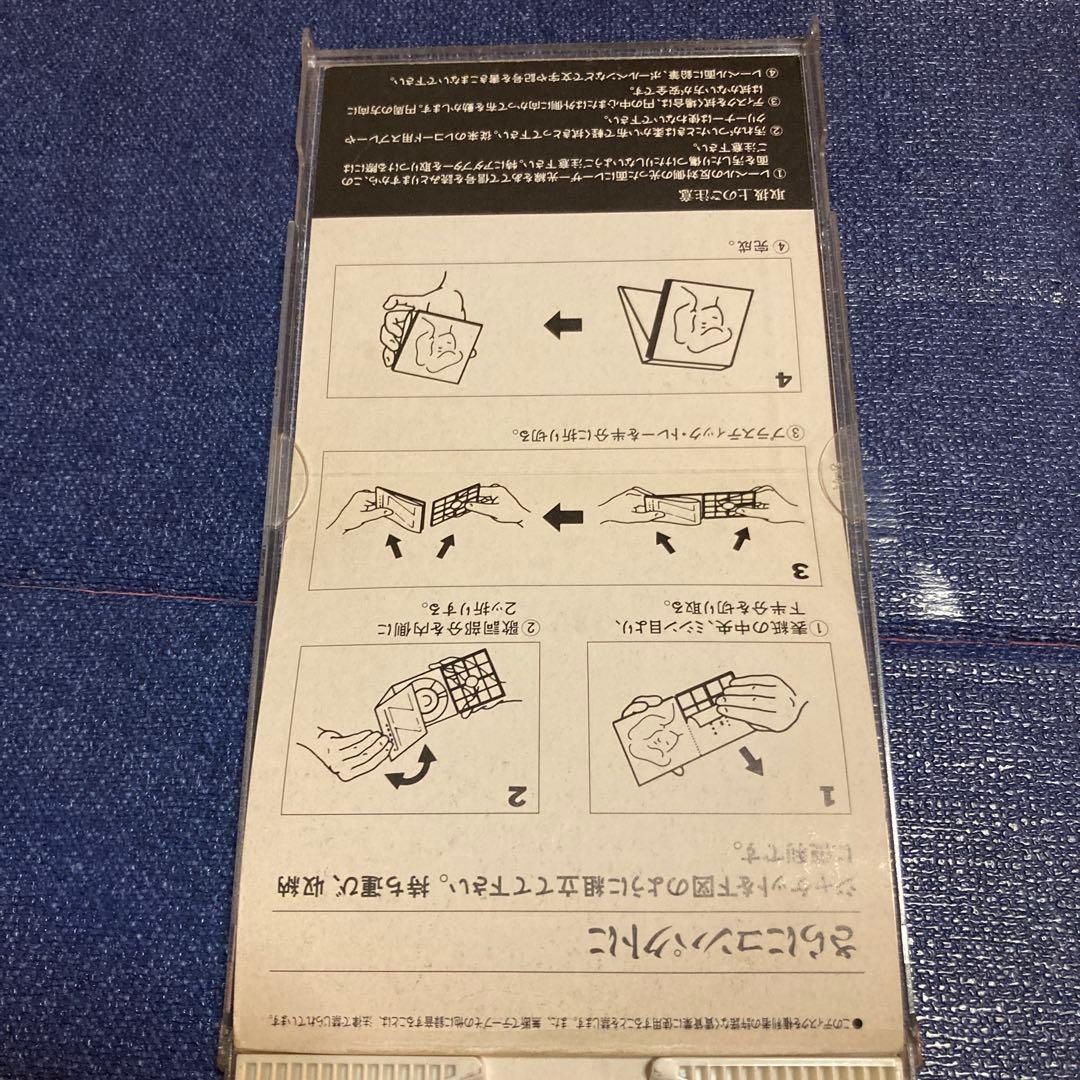 ●このディスクを権利者の許諾なく賃貸業に使用することを禁じます。また、無断でテープその他に録音することは、法律で禁じられています。
さらにコンパクトに
ジャケットを下図のように組立てて下さい。持ち運び、収納
に便利です。
1
2
①表紙の中央、ミシン目より、
下半分を切り取る。
②歌詞部分を内側に
2ッ折りする。
3
③プラスティック・トレーを半分に折り切る。
4
④完成。
取扱上のご注意
①レーベルの反対側の光った面にレーザー光線をあてて信号を読みとりますから、この
面を汚したり傷つけたりしないようご注意下さい。特にアダプターを取りつける際には
ご注意下さい。
②汚れがついたときは柔かい布で軽く拭きとって下さい。従来のレコード用スプレーや
クリーナーは使わないで下さい。
③ディスクを拭く場合は、円の中心または外側に向かって布を動かします。円周の方向に
は拭かない方が安全です。
④レーベル面に鉛筆、ボールペンなどで文字や記号を書きこまないで下さい。